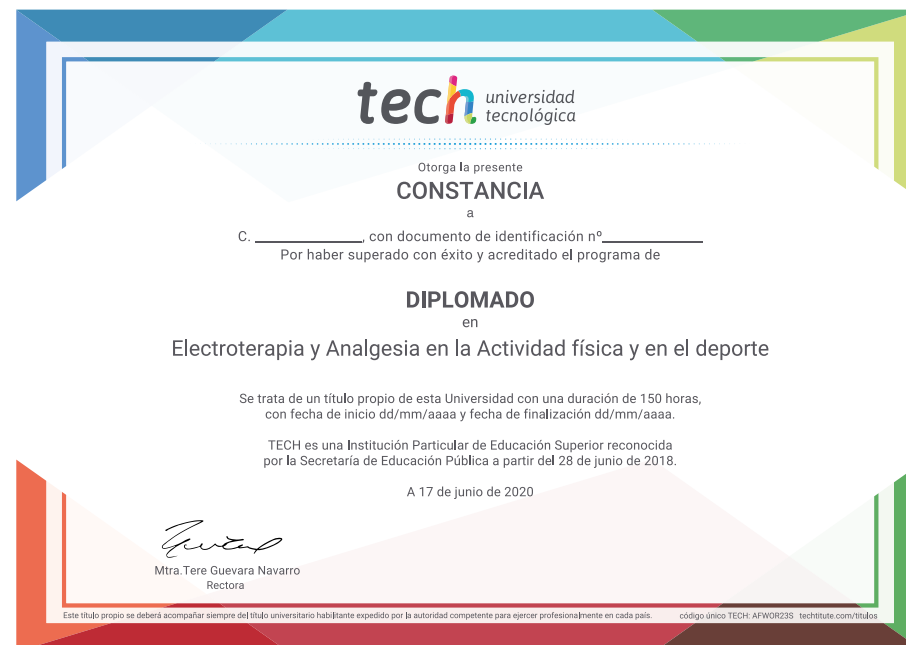 tech universidad
tecnológica
Otorga la presente
CONSTANCIA
a
C. ______________, con documento de identificación nº_____________
Por haber superado con éxito y acreditado el programa de
DIPLOMADO
en
Electroterapia y Analgesia en la Actividad física y en el deporte
Se trata de un título propio de esta Universidad con una duración de 150 horas,
con fecha de inicio dd/mm/aaaa y fecha de finalización dd/mm/aaaa.
TECH es una Institución Particular de Educación Superior reconocida
por la Secretaría de Educación Pública a partir del 28 de junio de 2018.
A 17 de junio de 2020
Mtra.Tere Guevara Navarro
Rectora
Este título propio se deberá acompañar siempre del título universitario habilitante expedido por la autoridad competente para ejercer profesionalmente en cada país. código único TECH: AFWOR23S techtitute.com/titulos